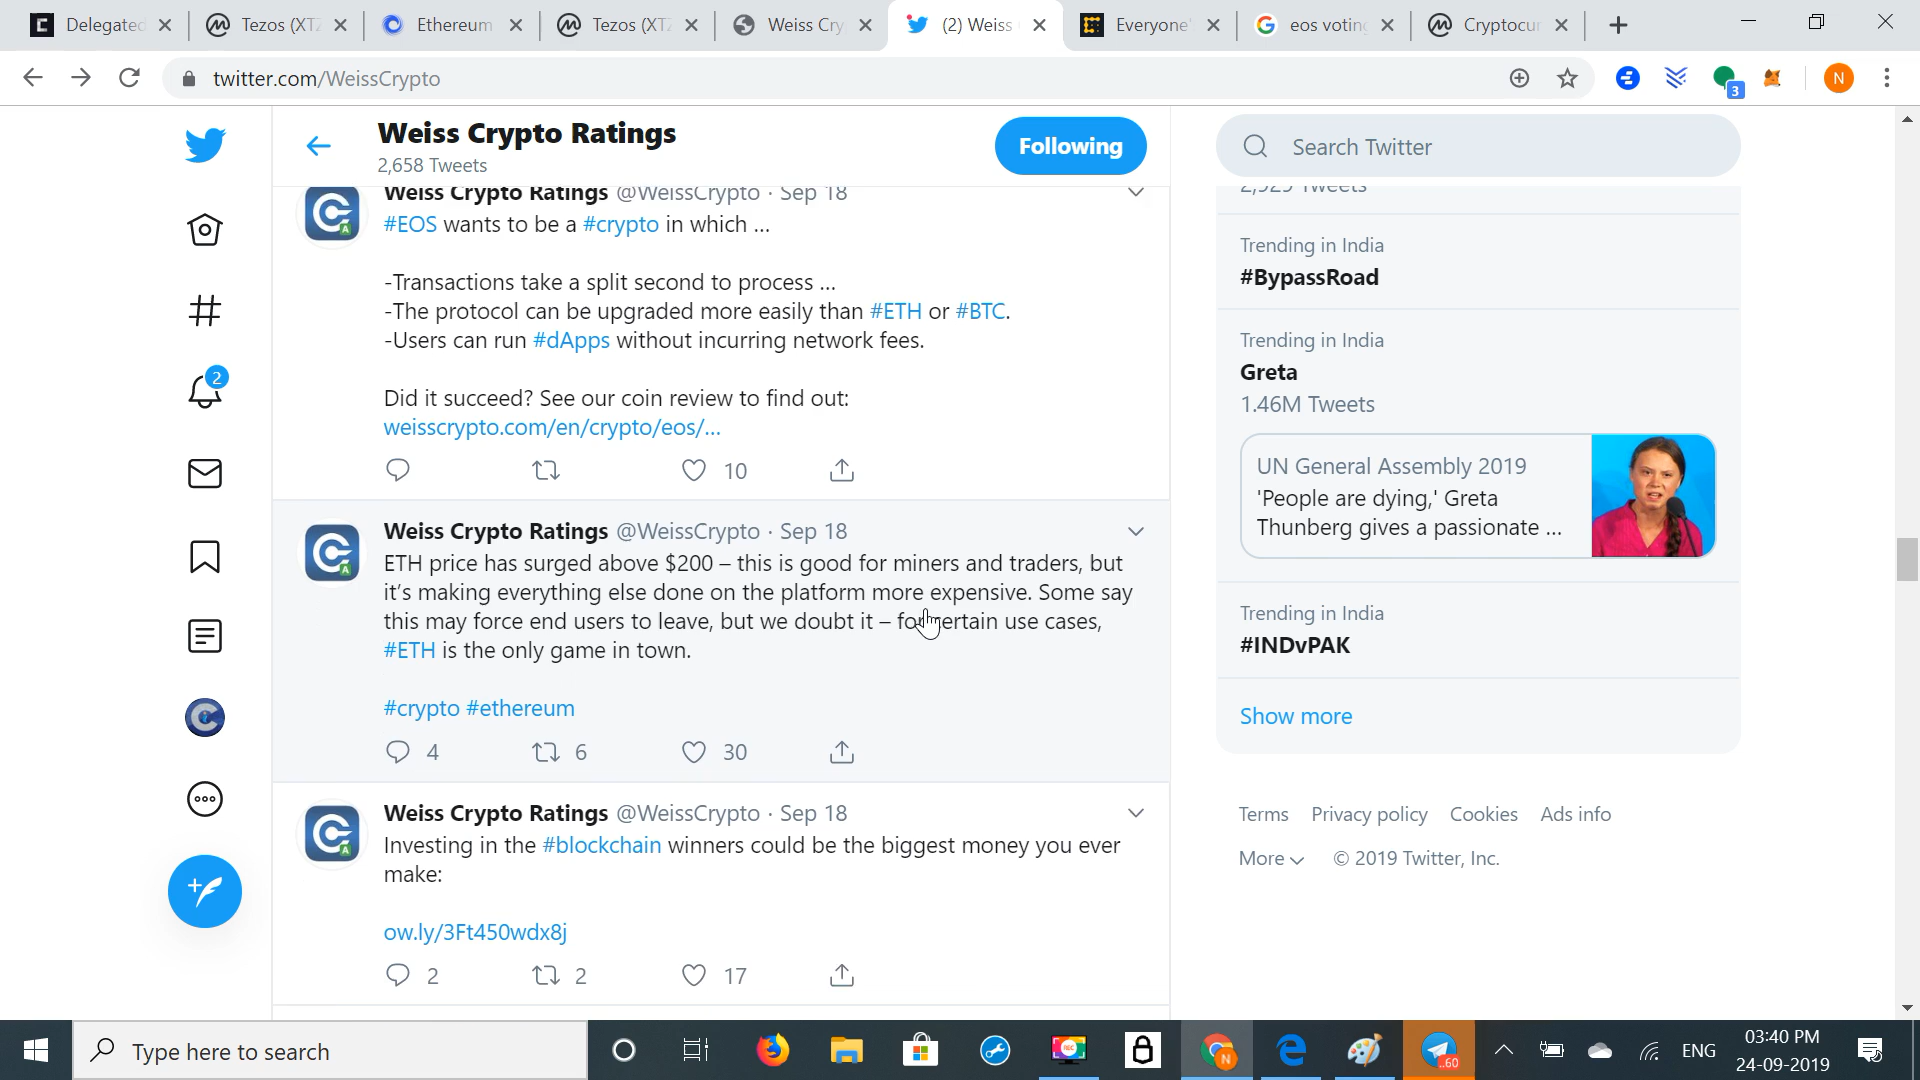 Delegated
Tezos (XTZ
Ethereum
Tezos (XTZ
Weiss Cry
(2) Weiss
Everyone'
eos voting
Cryptocur
twitter.com/WeissCrypto
3
N
Weiss Crypto Ratings
2,658 Tweets
Following
Search Twitter
Weiss Crypto Ratings @WeissCrypto · Sep 18
#EOS wants to be a #crypto in which ...
-Transactions take a split second to process ...
-The protocol can be upgraded more easily than #ETH or #BTC.
-Users can run #dApps without incurring network fees.
Did it succeed? See our coin review to find out:
weisscrypto.com/en/crypto/eos/...
10
2
Weiss Crypto Ratings @WeissCrypto · Sep 18
ETH price has surged above $200 – this is good for miners and traders, but
it's making everything else done on the platform more expensive. Some say
this may force end users to leave, but we doubt it – for certain use cases,
#ETH is the only game in town.
#crypto #ethereum
4 6 30
Weiss Crypto Ratings @WeissCrypto · Sep 18
Investing in the #blockchain winners could be the biggest money you ever
make:
ow.ly/3Ft450wdx8j
2 2 17
2,929 Tweets
Trending in India
#BypassRoad
Trending in India
Greta
1.46M Tweets
UN General Assembly 2019
'People are dying,' Greta
Thunberg gives a passionate ...
Trending in India
#INDvPAK
Show more
Terms Privacy policy Cookies Ads info
More © 2019 Twitter, Inc.
Type here to search
REC
N
..60
ENG
03:40 PM
24-09-2019